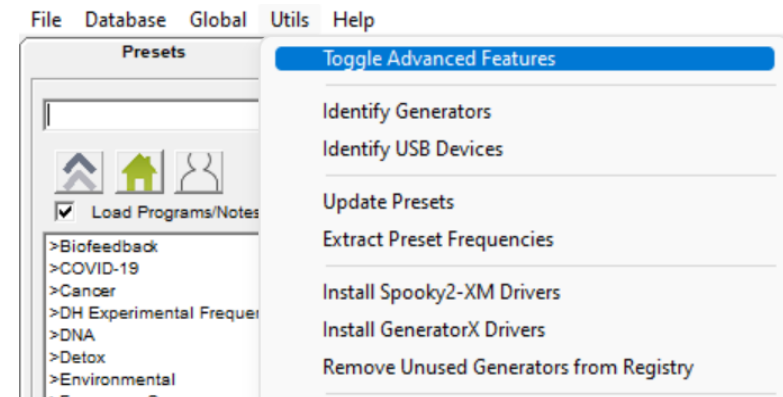 File Database Global Utils Help
Presets
Toggle Advanced Features
Identify Generators
Identify USB Devices
Update Presets
Extract Preset Frequencies
Install Spooky2-XM Drivers
Install GeneratorX Drivers
Remove Unused Generators from Registry
Load Programs/Notes
>Biofeedback
>COVID-19
>Cancer
>DH Experimental Frequen
>DNA
>Detox
>Environmental